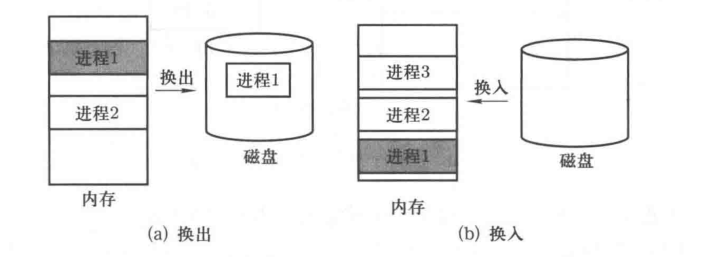 进程1
换出
进程1
进程2
磁盘
内存
(a) 换出
进程3
换入
进程2
进程1
磁盘
内存
(b) 换入